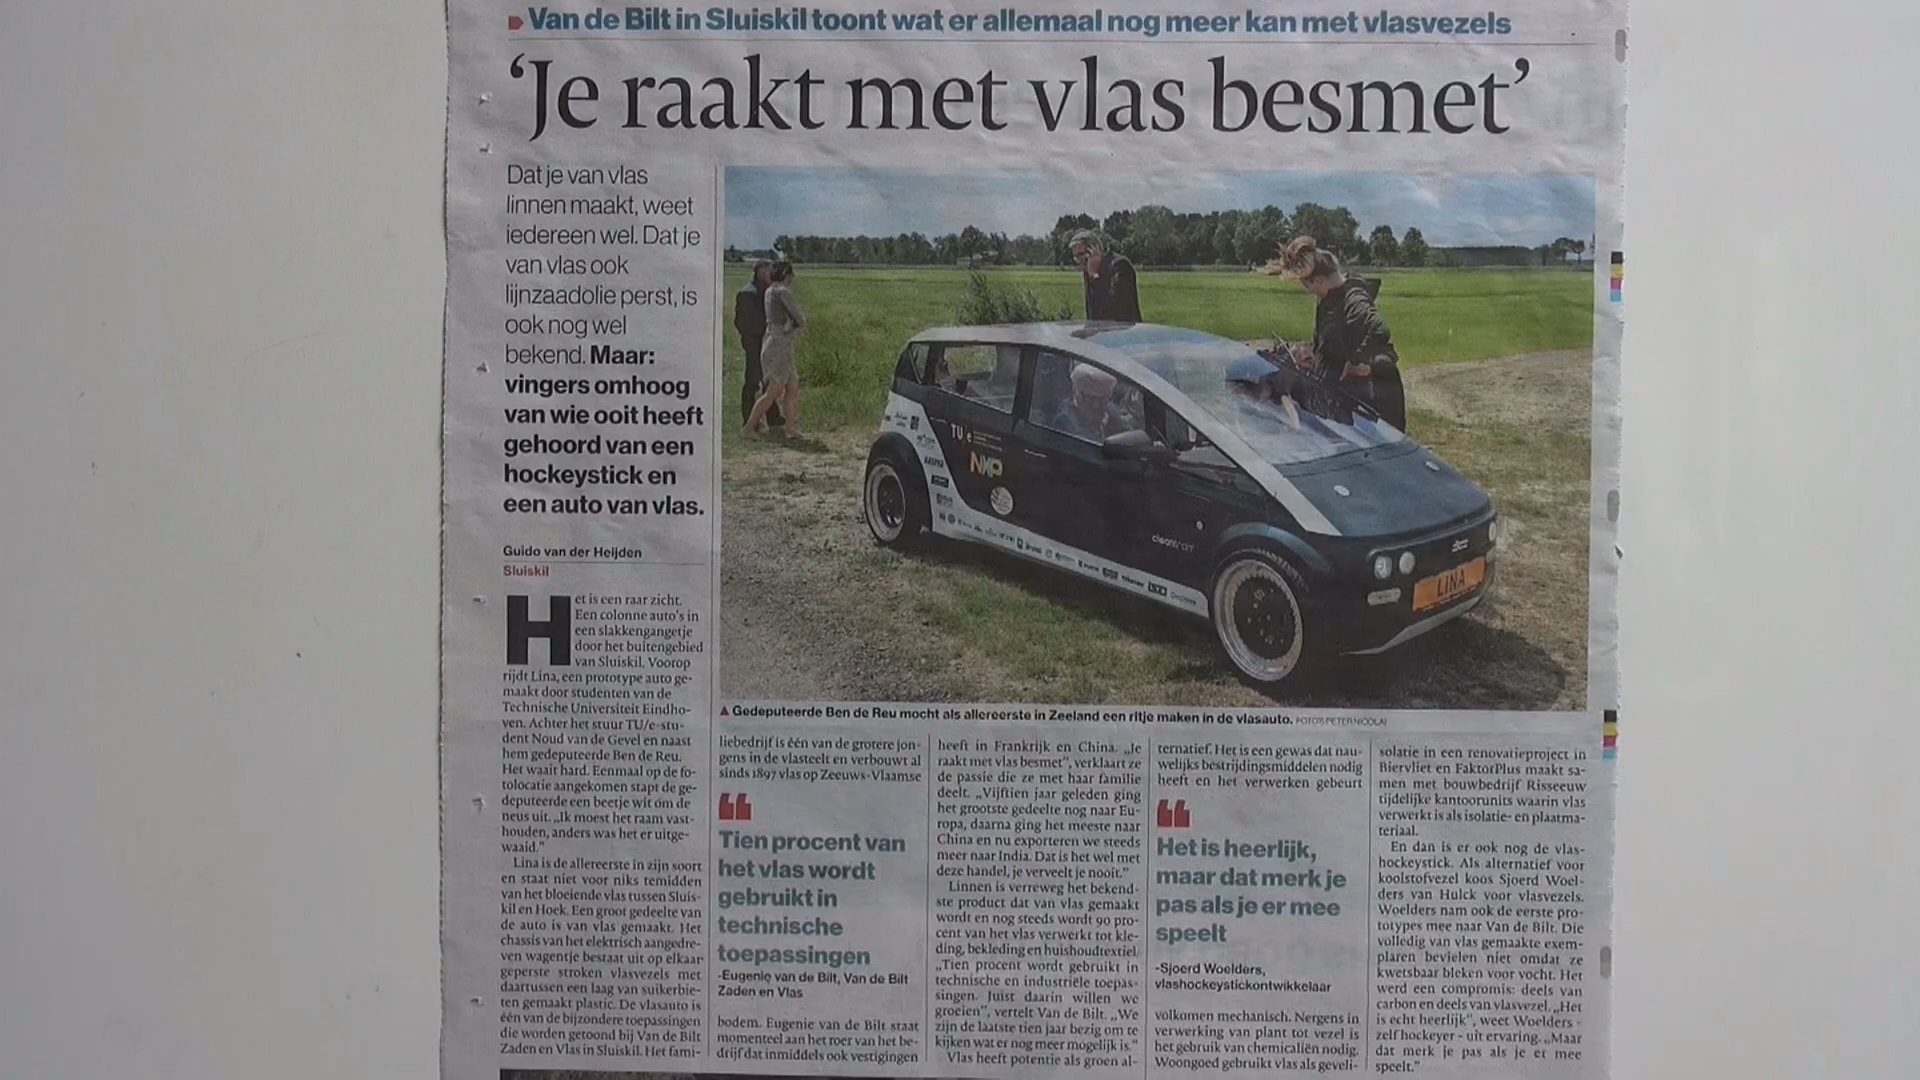 Van de Bilt in Sluiskil toont wat er allemaal nog meer kan met vlasvezels
‘Je raakt met vlas besmet’
Dat je van vlas
linnen maakt, weet
iedereen wel. Dat je
van vlas ook
lijnzaadolie perst, is
ook nog wel
bekend. Maar:
vingers omhoog
van wie ooit heeft
gehoord van een
hockeystick en
een auto van vlas.
Guido van der Heijden
Sluiskil
Het is een raar zicht.
Een colonne auto's in
een slakkengangetje
door het buitengebied
van Sluiskil. Voorop
rijdt Lina, een prototype auto ge-
maakt door studenten van de
Technische Universiteit Eindho-
ven. Achter het stuur TU/e-stu-
dent Noud van de Gevel en naast
hem gedeputeerde Ben de Reu.
Het waait hard. Eenmaal op de fo-
tolocatie aangekomen stapt de ge-
deputeerde een beetje wit om de
neus uit. „Ik moest het raam vast-
houden, anders was het er uitge-
waaid.”
Lina is de allereerste in zijn soort
en staat niet voor niks temidden
van het bloeiende vlas tussen Sluis-
kil en Hoek. Een groot gedeelte van
de auto is van vlas gemaakt. Het
chassis van het elektrisch aangedre-
ven wagentje bestaat uit op elkaar
geperste stroken vlasvezels met
daartussen een laag van suikerbie-
ten gemaakt plastic. De vlasauto is
één van de bijzondere toepassingen
die worden getoond bij Van de Bilt
Zaden en Vlas in Sluiskil. Het fami-
TU/e
NXP
cleantron
LINA
Gedeputeerde Ben de Reu mocht als allereerste in Zeeland een ritje maken in de vlasauto. FOTO'S PETER NICOLAI
liebedrijf is één van de grotere jon-
gens in de vlasteelt en verbouwt al
sinds 1897 vlas op Zeeuws-Vlaamse
Tien procent van
het vlas wordt
gebruikt in
technische
toepassingen
-Eugenie van de Bilt, Van de Bilt
Zaden en Vlas
bodem. Eugenie van de Bilt staat
momenteel aan het roer van het be-
drijf dat inmiddels ook vestigingen
heeft in Frankrijk en China. „Je
raakt met vlas besmet”, verklaart ze
de passie die ze met haar familie
deelt. „Vijftien jaar geleden ging
het grootste gedeelte nog naar Eu-
ropa, daarna ging het meeste naar
China en nu exporteren we steeds
meer naar India. Dat is het wel met
deze handel, je verveelt je nooit.”
Linnen is verreweg het bekend-
ste product dat van vlas gemaakt
wordt en nog steeds wordt 90 pro-
cent van het vlas verwerkt tot kle-
ding, bekleding en huishoudtextiel.
„Tien procent wordt gebruikt in
technische en industriële toepas-
singen. Juist daarin willen we
groeien”, vertelt Van de Bilt. „We
zijn de laatste tien jaar bezig om te
kijken wat er nog meer mogelijk is.”
Vlas heeft potentie als groen al-
ternatief. Het is een gewas dat nau-
welijks bestrijdingsmiddelen nodig
heeft en het verwerken gebeurt
Het is heerlijk,
maar dat merk je
pas als je er mee
speelt
-Sjoerd Woelders,
vlashockeystickontwikkelaar
volkomen mechanisch. Nergens in
verwerking van plant tot vezel is
het gebruik van chemicaliën nodig.
Woongoed gebruikt vlas als geveli-
solatie in een renovatieproject in
Biervliet en FaktorPlus maakt sa-
men met bouwbedrijf Risseeuw
tijdelijke kantoorunits waarin vlas
verwerkt is als isolatie- en plaatma-
teriaal.
En dan is er ook nog de vlas-
hockeystick. Als alternatief voor
koolstofvezel koos Sjoerd Woel-
ders van Hulck voor vlasvezels.
Woelders nam ook de eerste pro-
totypes mee naar Van de Bilt. Die
volledig van vlas gemaakte exem-
plaren bevielen niet omdat ze
kwetsbaar bleken voor vocht. Het
werd een compromis: deels van
carbon en deels van vlasvezel. „Het
is echt heerlijk”, weet Woelders -
zelf hockeyer - uit ervaring. „Maar
dat merk je pas als je er mee
speelt.”